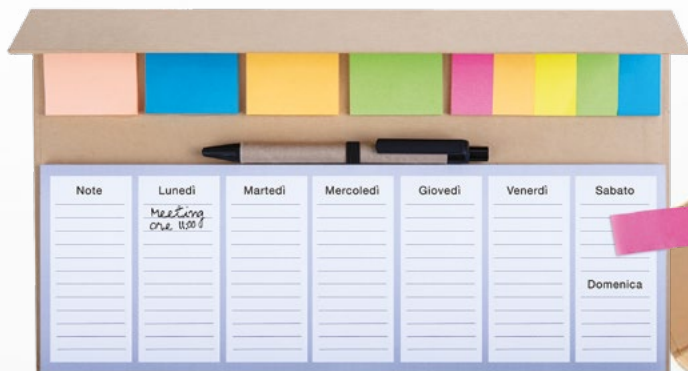 Note
Lunedì
Martedì
Mercoledì
Giovedì
Venerdì
Sabato
Meeting
ore 11:00
Domenica